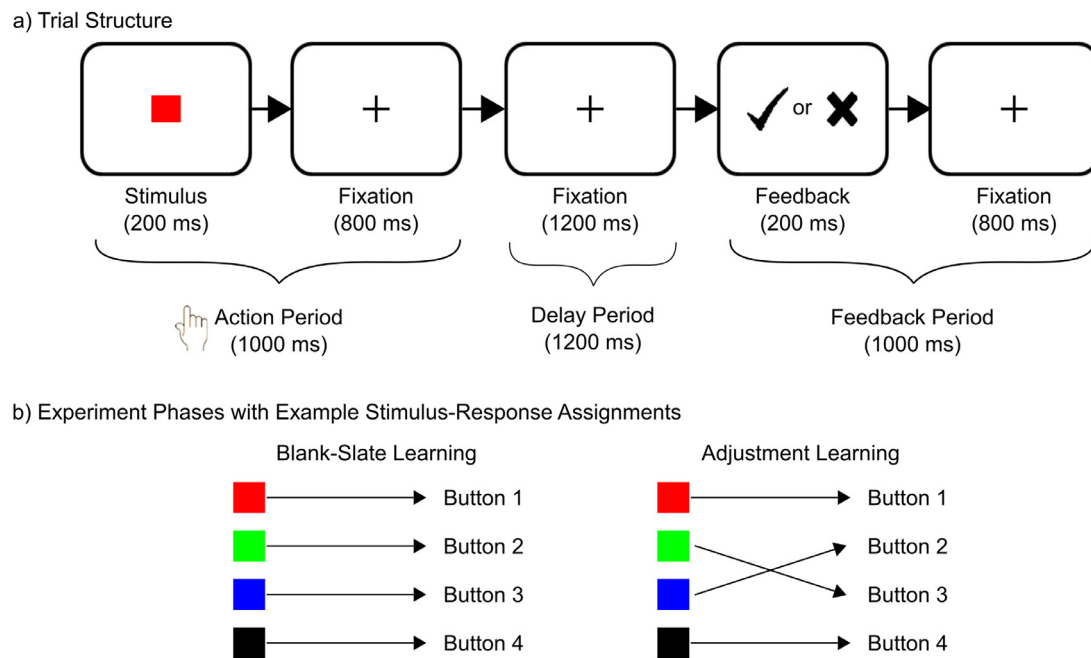 a) Trial Structure
or
Stimulus Fixation Fixation Feedback Fixation
(200 ms) (800 ms) (1200 ms) (200 ms) (800 ms)
Action Period Delay Period Feedback Period
(1000 ms) (1200 ms) (1000 ms)
b) Experiment Phases with Example Stimulus-Response Assignments
Blank-Slate Learning Adjustment Learning
Button 1 Button 1
Button 2 Button 2
Button 3 Button 3
Button 4 Button 4